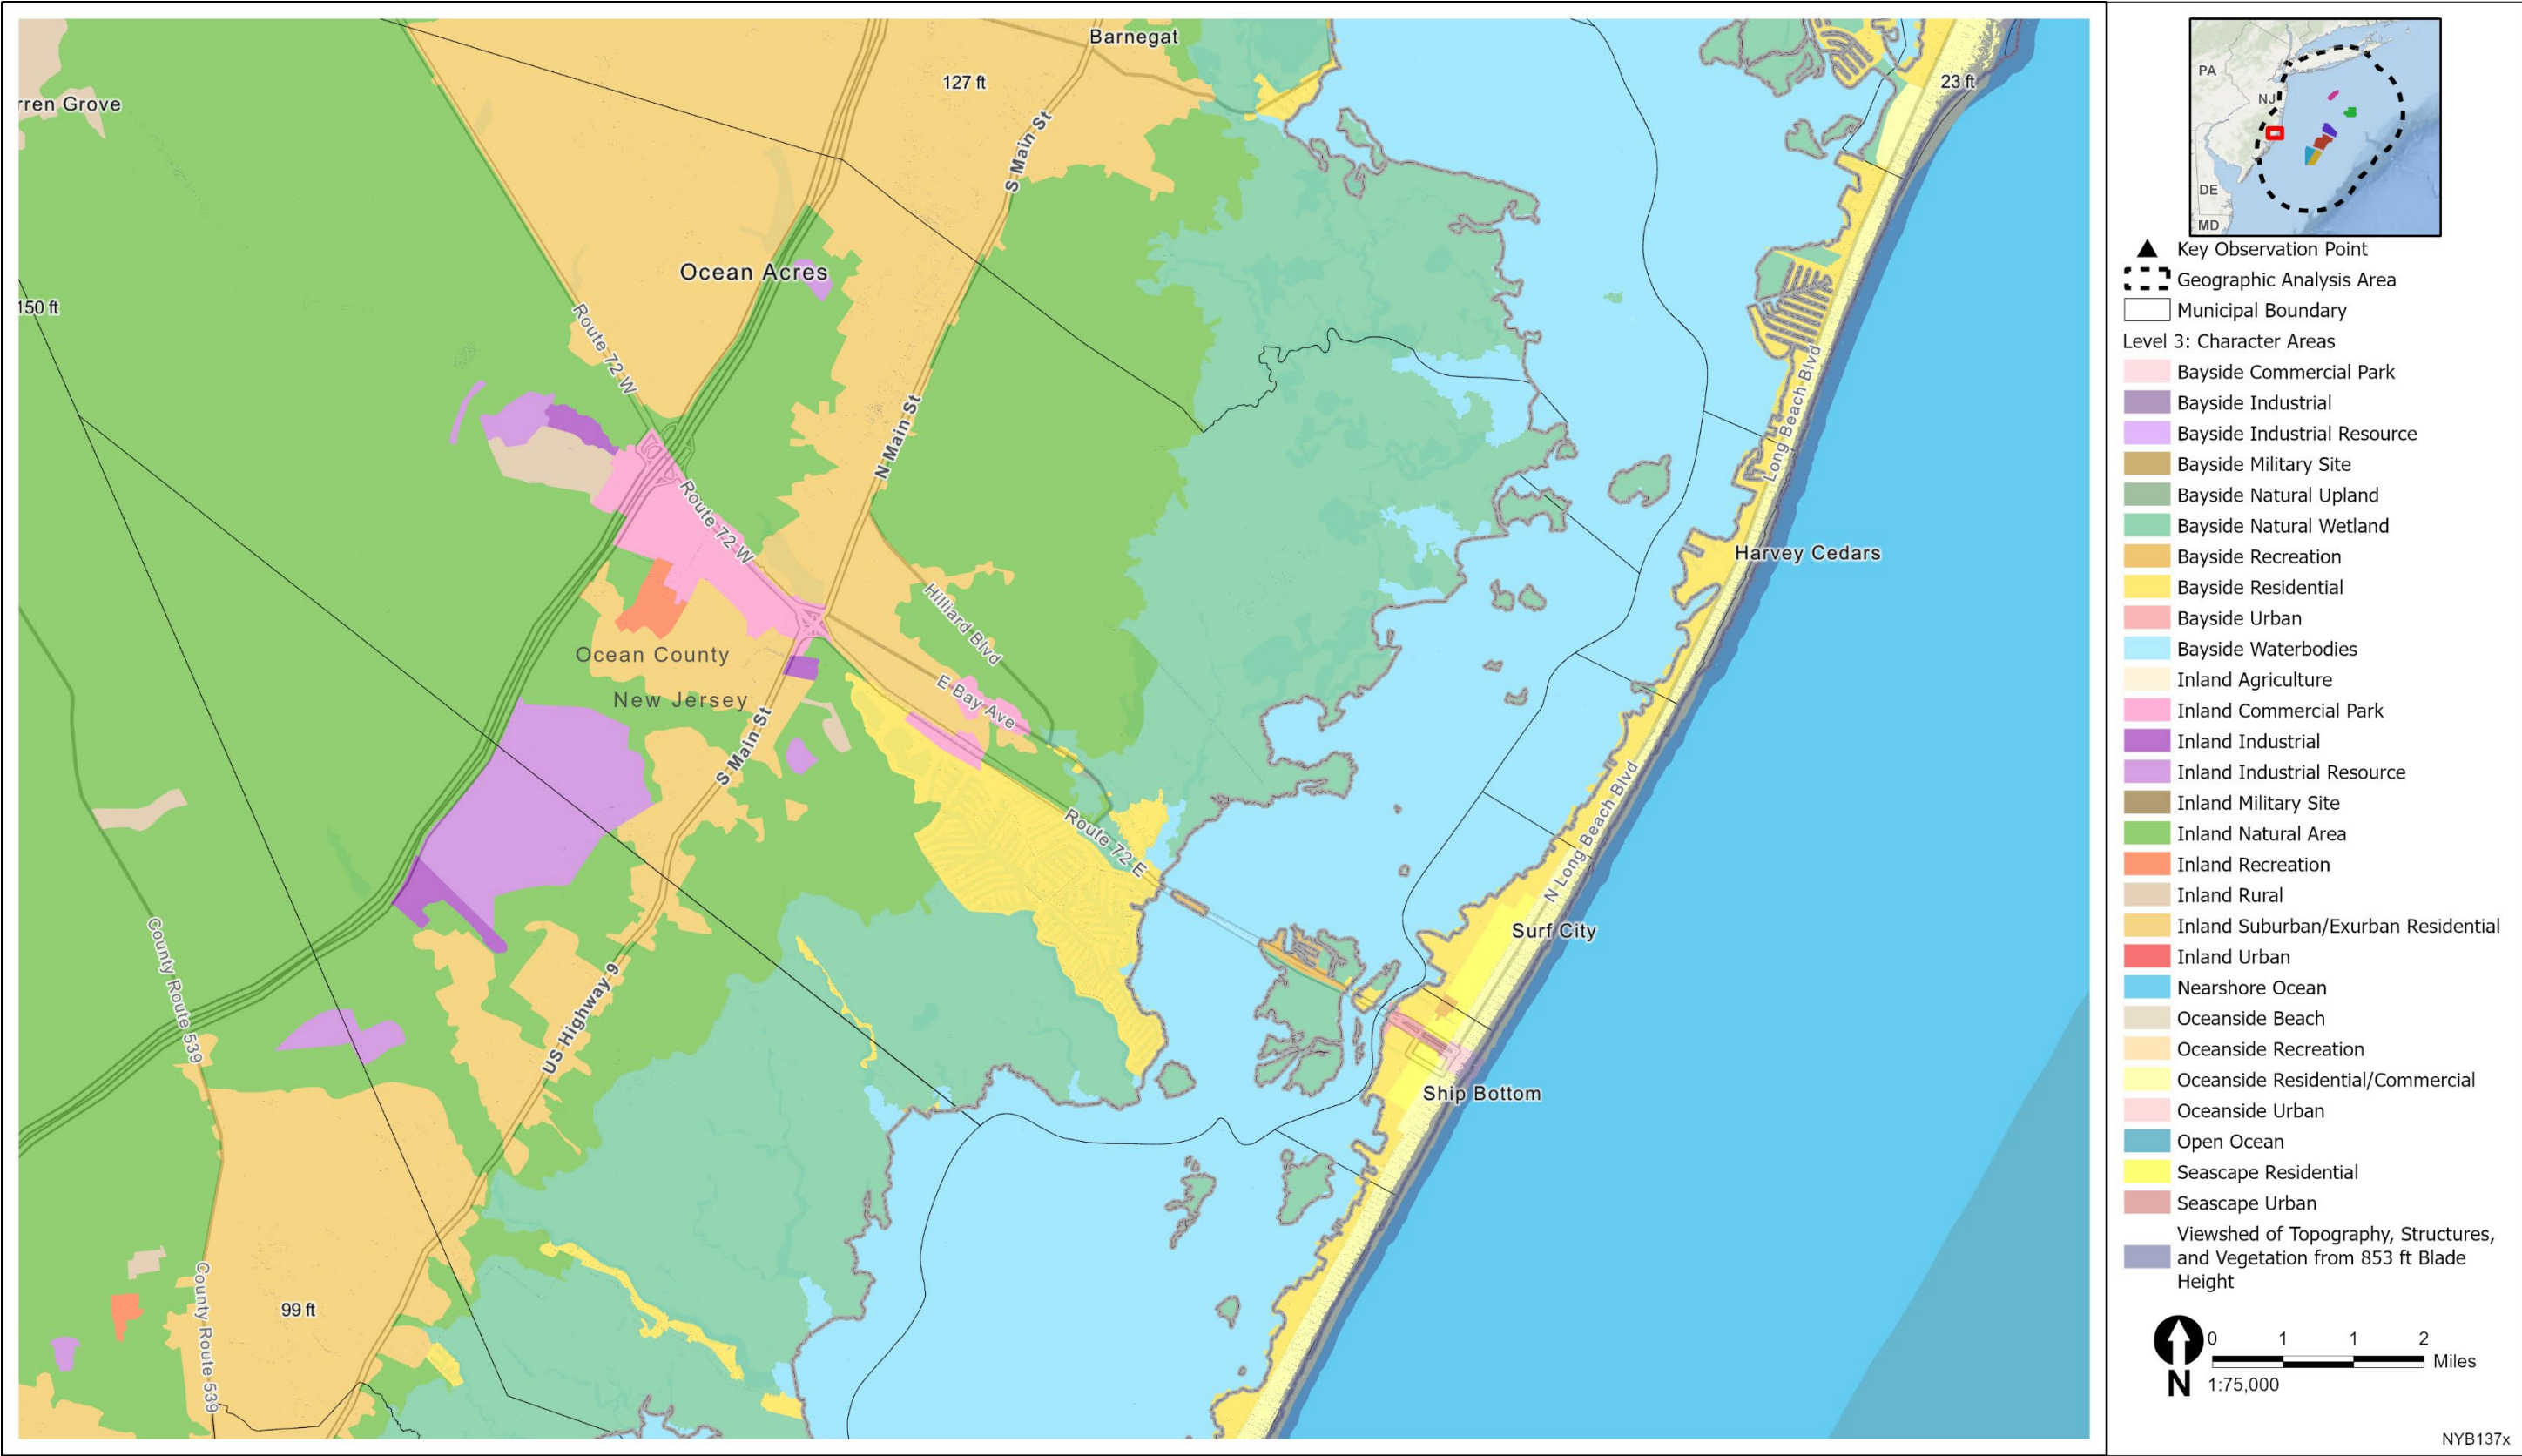 Barnegat
127 ft
23 ft
rren Grove
S Main St
Ocean Acres
150 ft
Route 72 W
Long Beach Blvd
N Main St
Route 72 W
Harvey Cedars
Hilliard Blvd
Ocean County
New Jersey
E Bay Ave
S Main St
N Long Beach Blvd
Route 72 E
Surf City
County Route 539
US Highway 9
Ship Bottom
County Route 539
99 ft
PA
NJ
DE
MD
Key Observation Point
Geographic Analysis Area
Municipal Boundary
Level 3: Character Areas
Bayside Commercial Park
Bayside Industrial
Bayside Industrial Resource
Bayside Military Site
Bayside Natural Upland
Bayside Natural Wetland
Bayside Recreation
Bayside Residential
Bayside Urban
Bayside Waterbodies
Inland Agriculture
Inland Commercial Park
Inland Industrial
Inland Industrial Resource
Inland Military Site
Inland Natural Area
Inland Recreation
Inland Rural
Inland Suburban/Exurban Residential
Inland Urban
Nearshore Ocean
Oceanside Beach
Oceanside Recreation
Oceanside Residential/Commercial
Oceanside Urban
Open Ocean
Seascape Residential
Seascape Urban
Viewshed of Topography, Structures,
and Vegetation from 853 ft Blade
Height
0 1 1 2
Miles
N
1:75,000
NYB137x